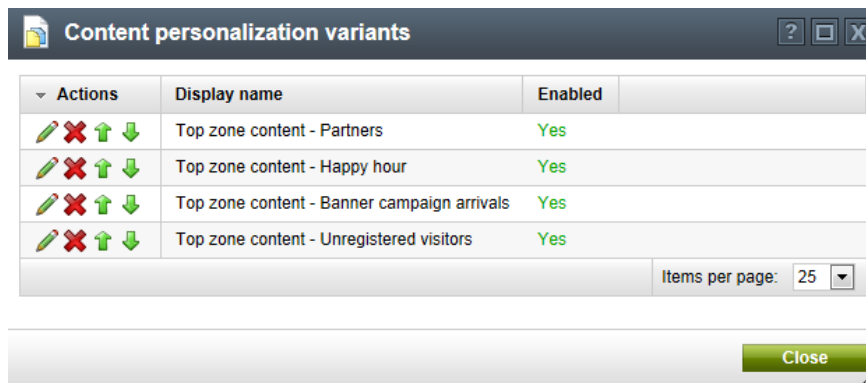 Content personalization variants ? X
Actions Display name Enabled
Top zone content - Partners Yes
Top zone content - Happy hour Yes
Top zone content - Banner campaign arrivals Yes
Top zone content - Unregistered visitors Yes
Items per page: 25
Close